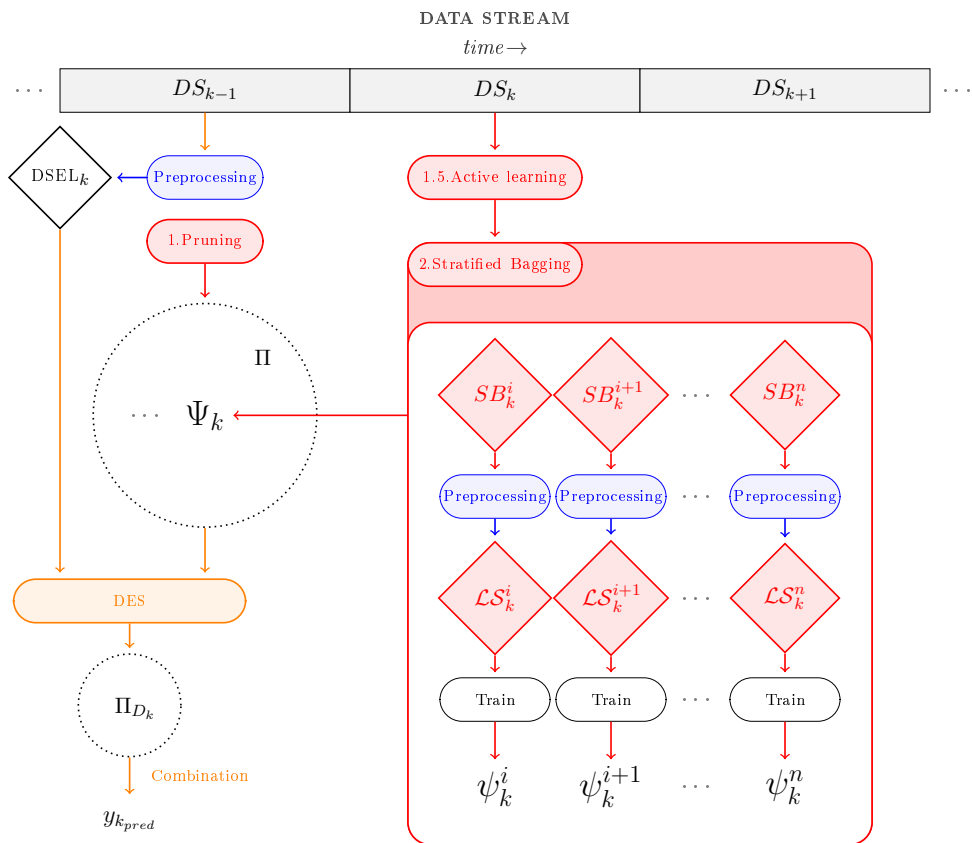 DATA STREAM
time→
··· DS_{k−1} DS_k DS_{k+1} ···
DSEL_k
Preprocessing
1.5.Active learning
1.Pruning
2.Stratified Bagging
Π
··· Ψ_k
SB_k^i SB_k^{i+1} ··· SB_k^n
Preprocessing Preprocessing ··· Preprocessing
DES
ℒS_k^i ℒS_k^{i+1} ··· ℒS_k^n
Π_{D_k}
Train Train ··· Train
Combination
ψ_k^i ψ_k^{i+1} ··· ψ_k^n
y_{k_{pred}}